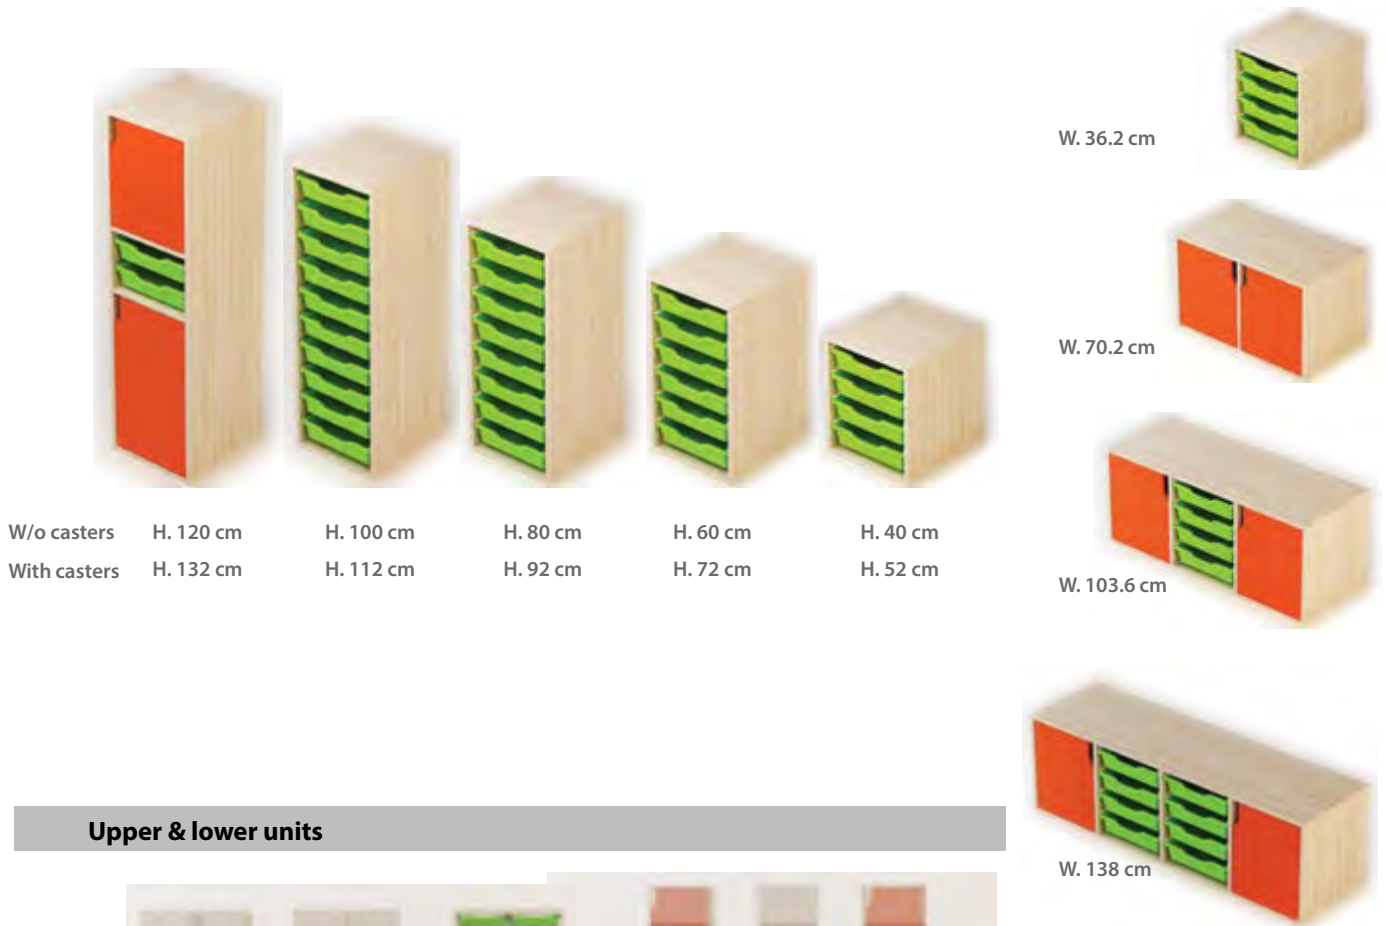 W. 36.2 cm
W. 70.2 cm
W/o casters H. 120 cm H. 100 cm H. 80 cm H. 60 cm H. 40 cm
With casters H. 132 cm H. 112 cm H. 92 cm H. 72 cm H. 52 cm
W. 103.6 cm
Upper & lower units
W. 138 cm